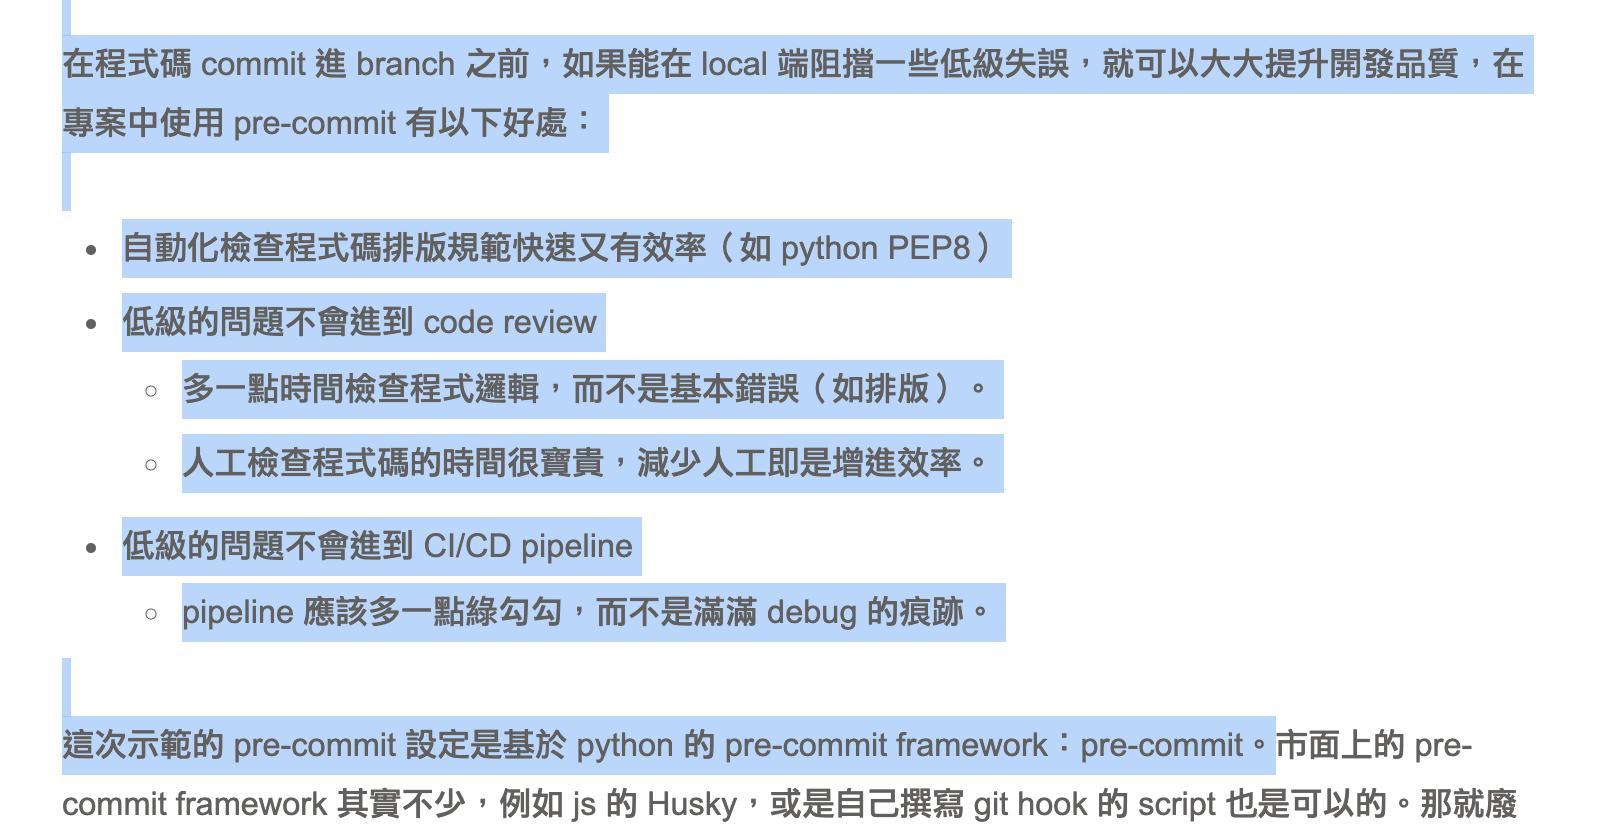 在程式碼 commit 進 branch 之前，如果能在 local 端阻擋一些低級失誤，就可以大大提升開發品質，在
專案中使用 pre-commit 有以下好處：
自動化檢查程式碼排版規範快速又有效率（如 python PEP8）
低級的問題不會進到 code review
多一點時間檢查程式邏輯，而不是基本錯誤（如排版）。
人工檢查程式碼的時間很寶貴，減少人工即是增進效率。
低級的問題不會進到 CI/CD pipeline
pipeline 應該多一點綠勾勾，而不是滿滿 debug 的痕跡。
這次示範的 pre-commit 設定是基於 python 的 pre-commit framework：pre-commit。市面上的 pre-
commit framework 其實不少，例如 js 的 Husky，或是自己撰寫 git hook 的 script 也是可以的。那就廢